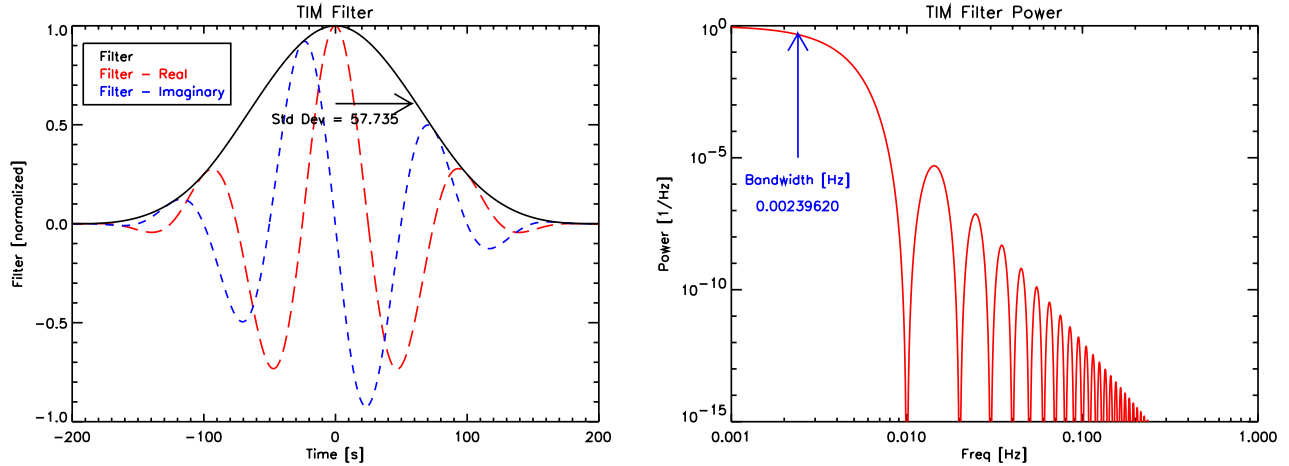 TIM Filter
1.0
0.5
0.0
−0.5
−1.0
Filter [normalized]
Filter
Filter − Real
Filter − Imaginary
Std Dev = 57.735
−200 −100 0 100 200
Time [s]
TIM Filter Power
10^0
10^−5
10^−10
10^−15
Power [1/Hz]
Bandwidth [Hz]
0.00239620
0.001 0.010 0.100 1.000
Freq [Hz]